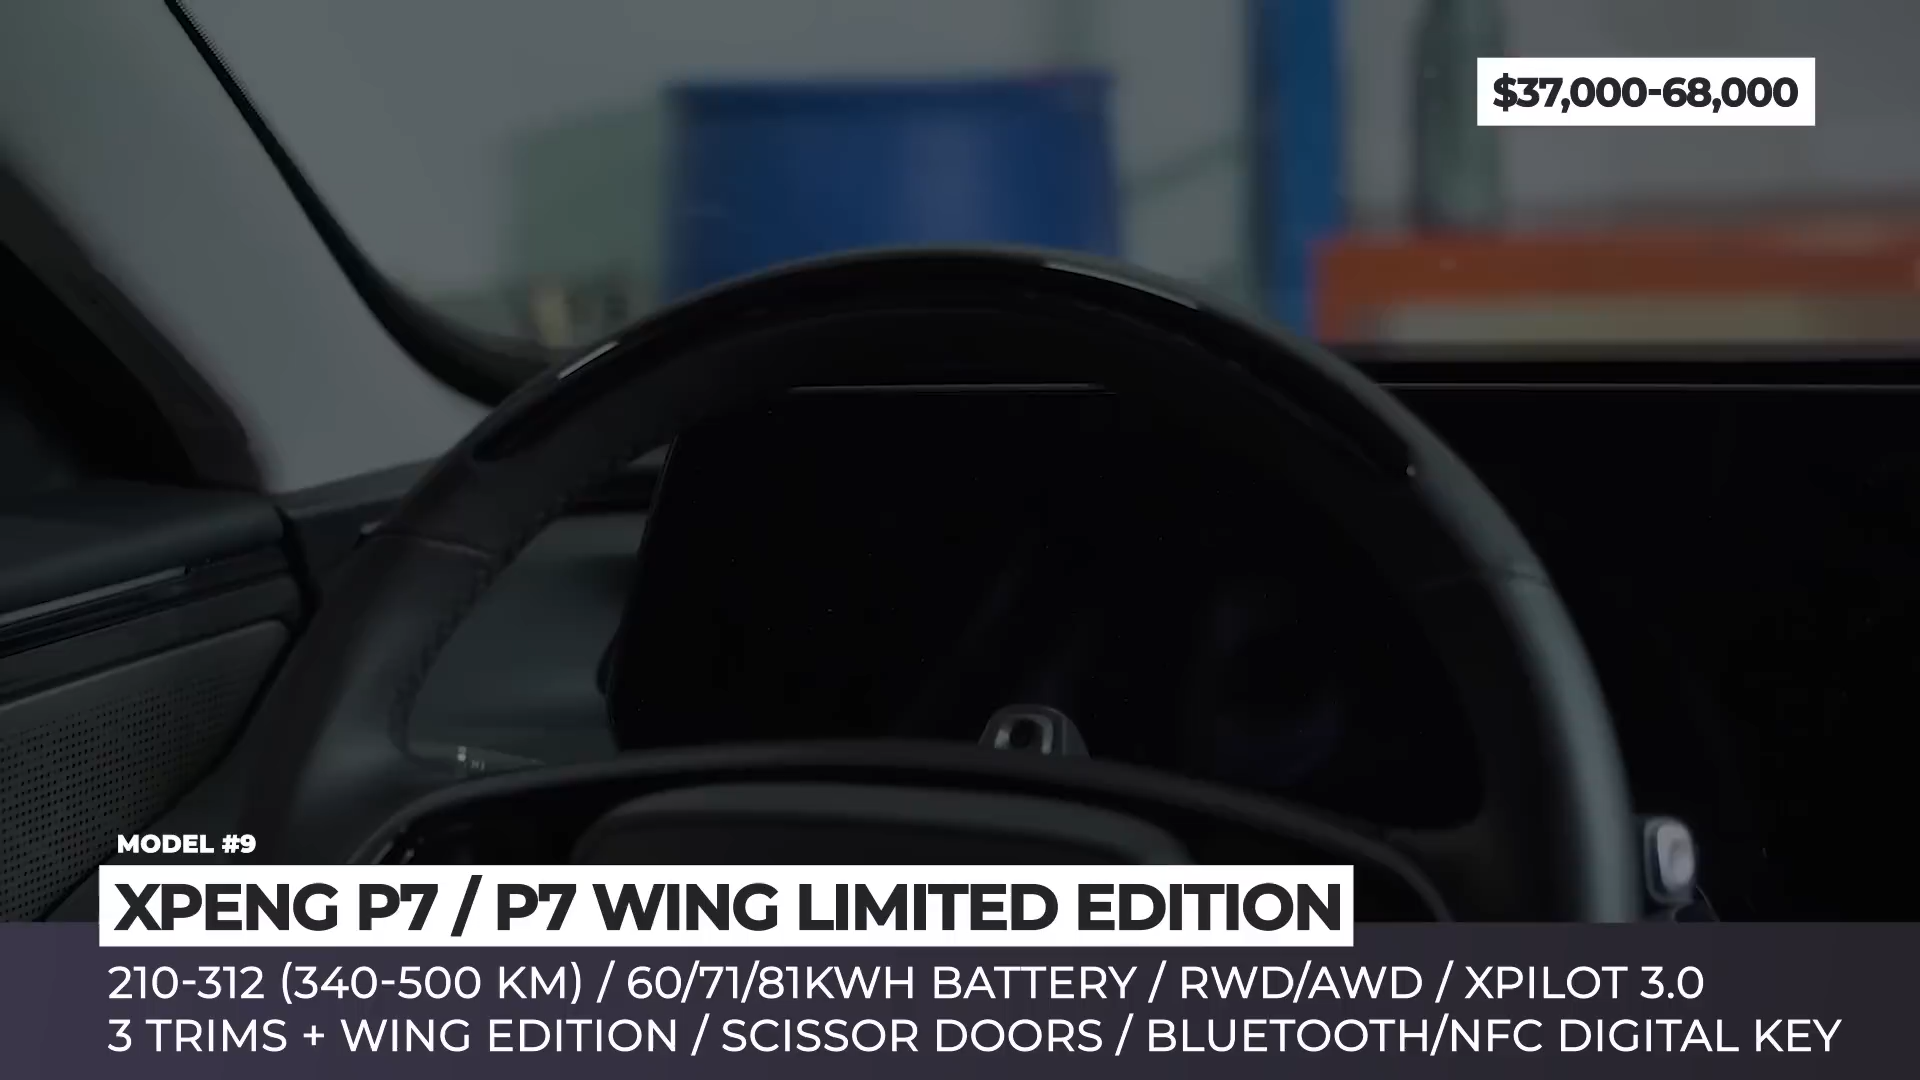 $37,000-68,000
MODEL #9
XPENG P7 / P7 WING LIMITED EDITION
210-312 (340-500 KM) / 60/71/81KWH BATTERY / RWD/AWD / XPILOT 3.0
3 TRIMS + WING EDITION / SCISSOR DOORS / BLUETOOTH/NFC DIGITAL KEY